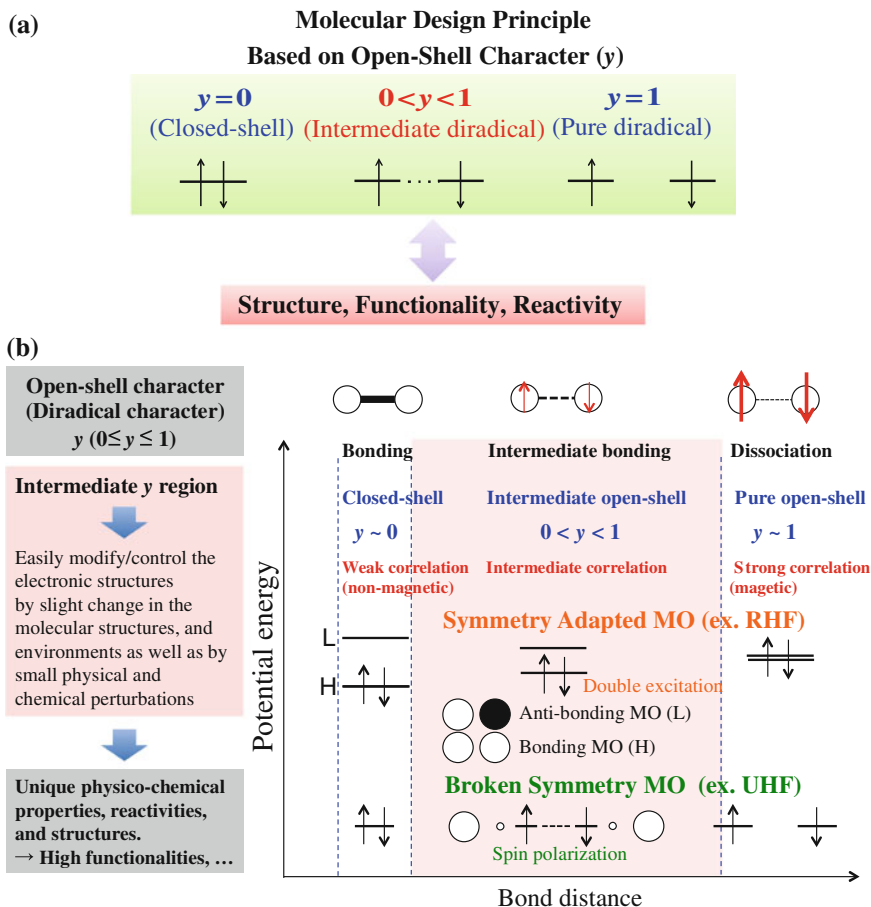 (a)
Molecular Design Principle
Based on Open-Shell Character (y)
y=0
0<y<1
y=1
(Closed-shell)
(Intermediate diradical)
(Pure diradical)
Structure, Functionality, Reactivity
(b)
Open-shell character
(Diradical character)
y (0≤ y ≤ 1)
Intermediate y region
Easily modify/control the
electronic structures
by slight change in the
molecular structures, and
environments as well as by
small physical and
chemical perturbations
Unique physico-chemical
properties, reactivities,
and structures.
→ High functionalities, …
Potential energy
Bonding
Intermediate bonding
Dissociation
Closed-shell
Intermediate open-shell
Pure open-shell
y ~ 0
0 < y < 1
y ~ 1
Weak correlation
(non-magnetic)
Intermediate correlation
Strong correlation
(magetic)
Symmetry Adapted MO (ex. RHF)
L
H
Double excitation
Anti-bonding MO (L)
Bonding MO (H)
Broken Symmetry MO (ex. UHF)
Spin polarization
Bond distance